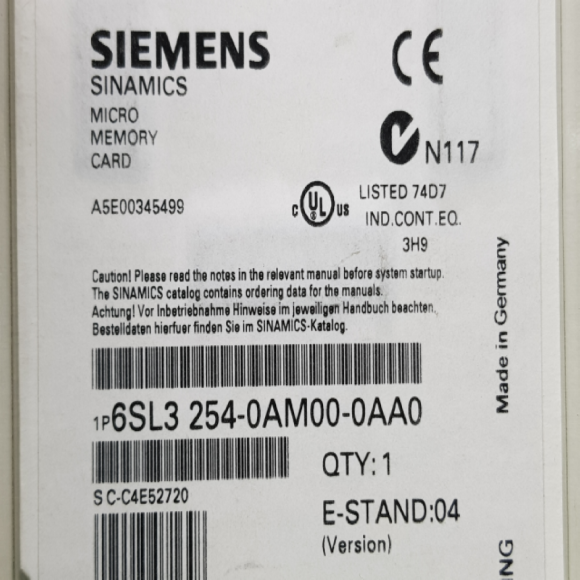 SIEMENS
SINAMICS
MICRO
MEMORY
CARD
A5E00345499
CE
N117
C UL US
LISTED 74D7
IND.CONT.EQ.
3H9
Caution! Please read the notes in the relevant manual before system startup.
The SINAMICS catalog contains ordering data for the manuals.
Achtung! Vor Inbetriebnahme Hinweise im jeweiligen Handbuch beachten.
Bestelldaten hierfuer finden Sie im SINAMICS-Katalog.
1P6SL3 254-0AM00-0AA0
QTY: 1
S C-C4E52720
E-STAND:04
(Version)
Made in Germany
NG